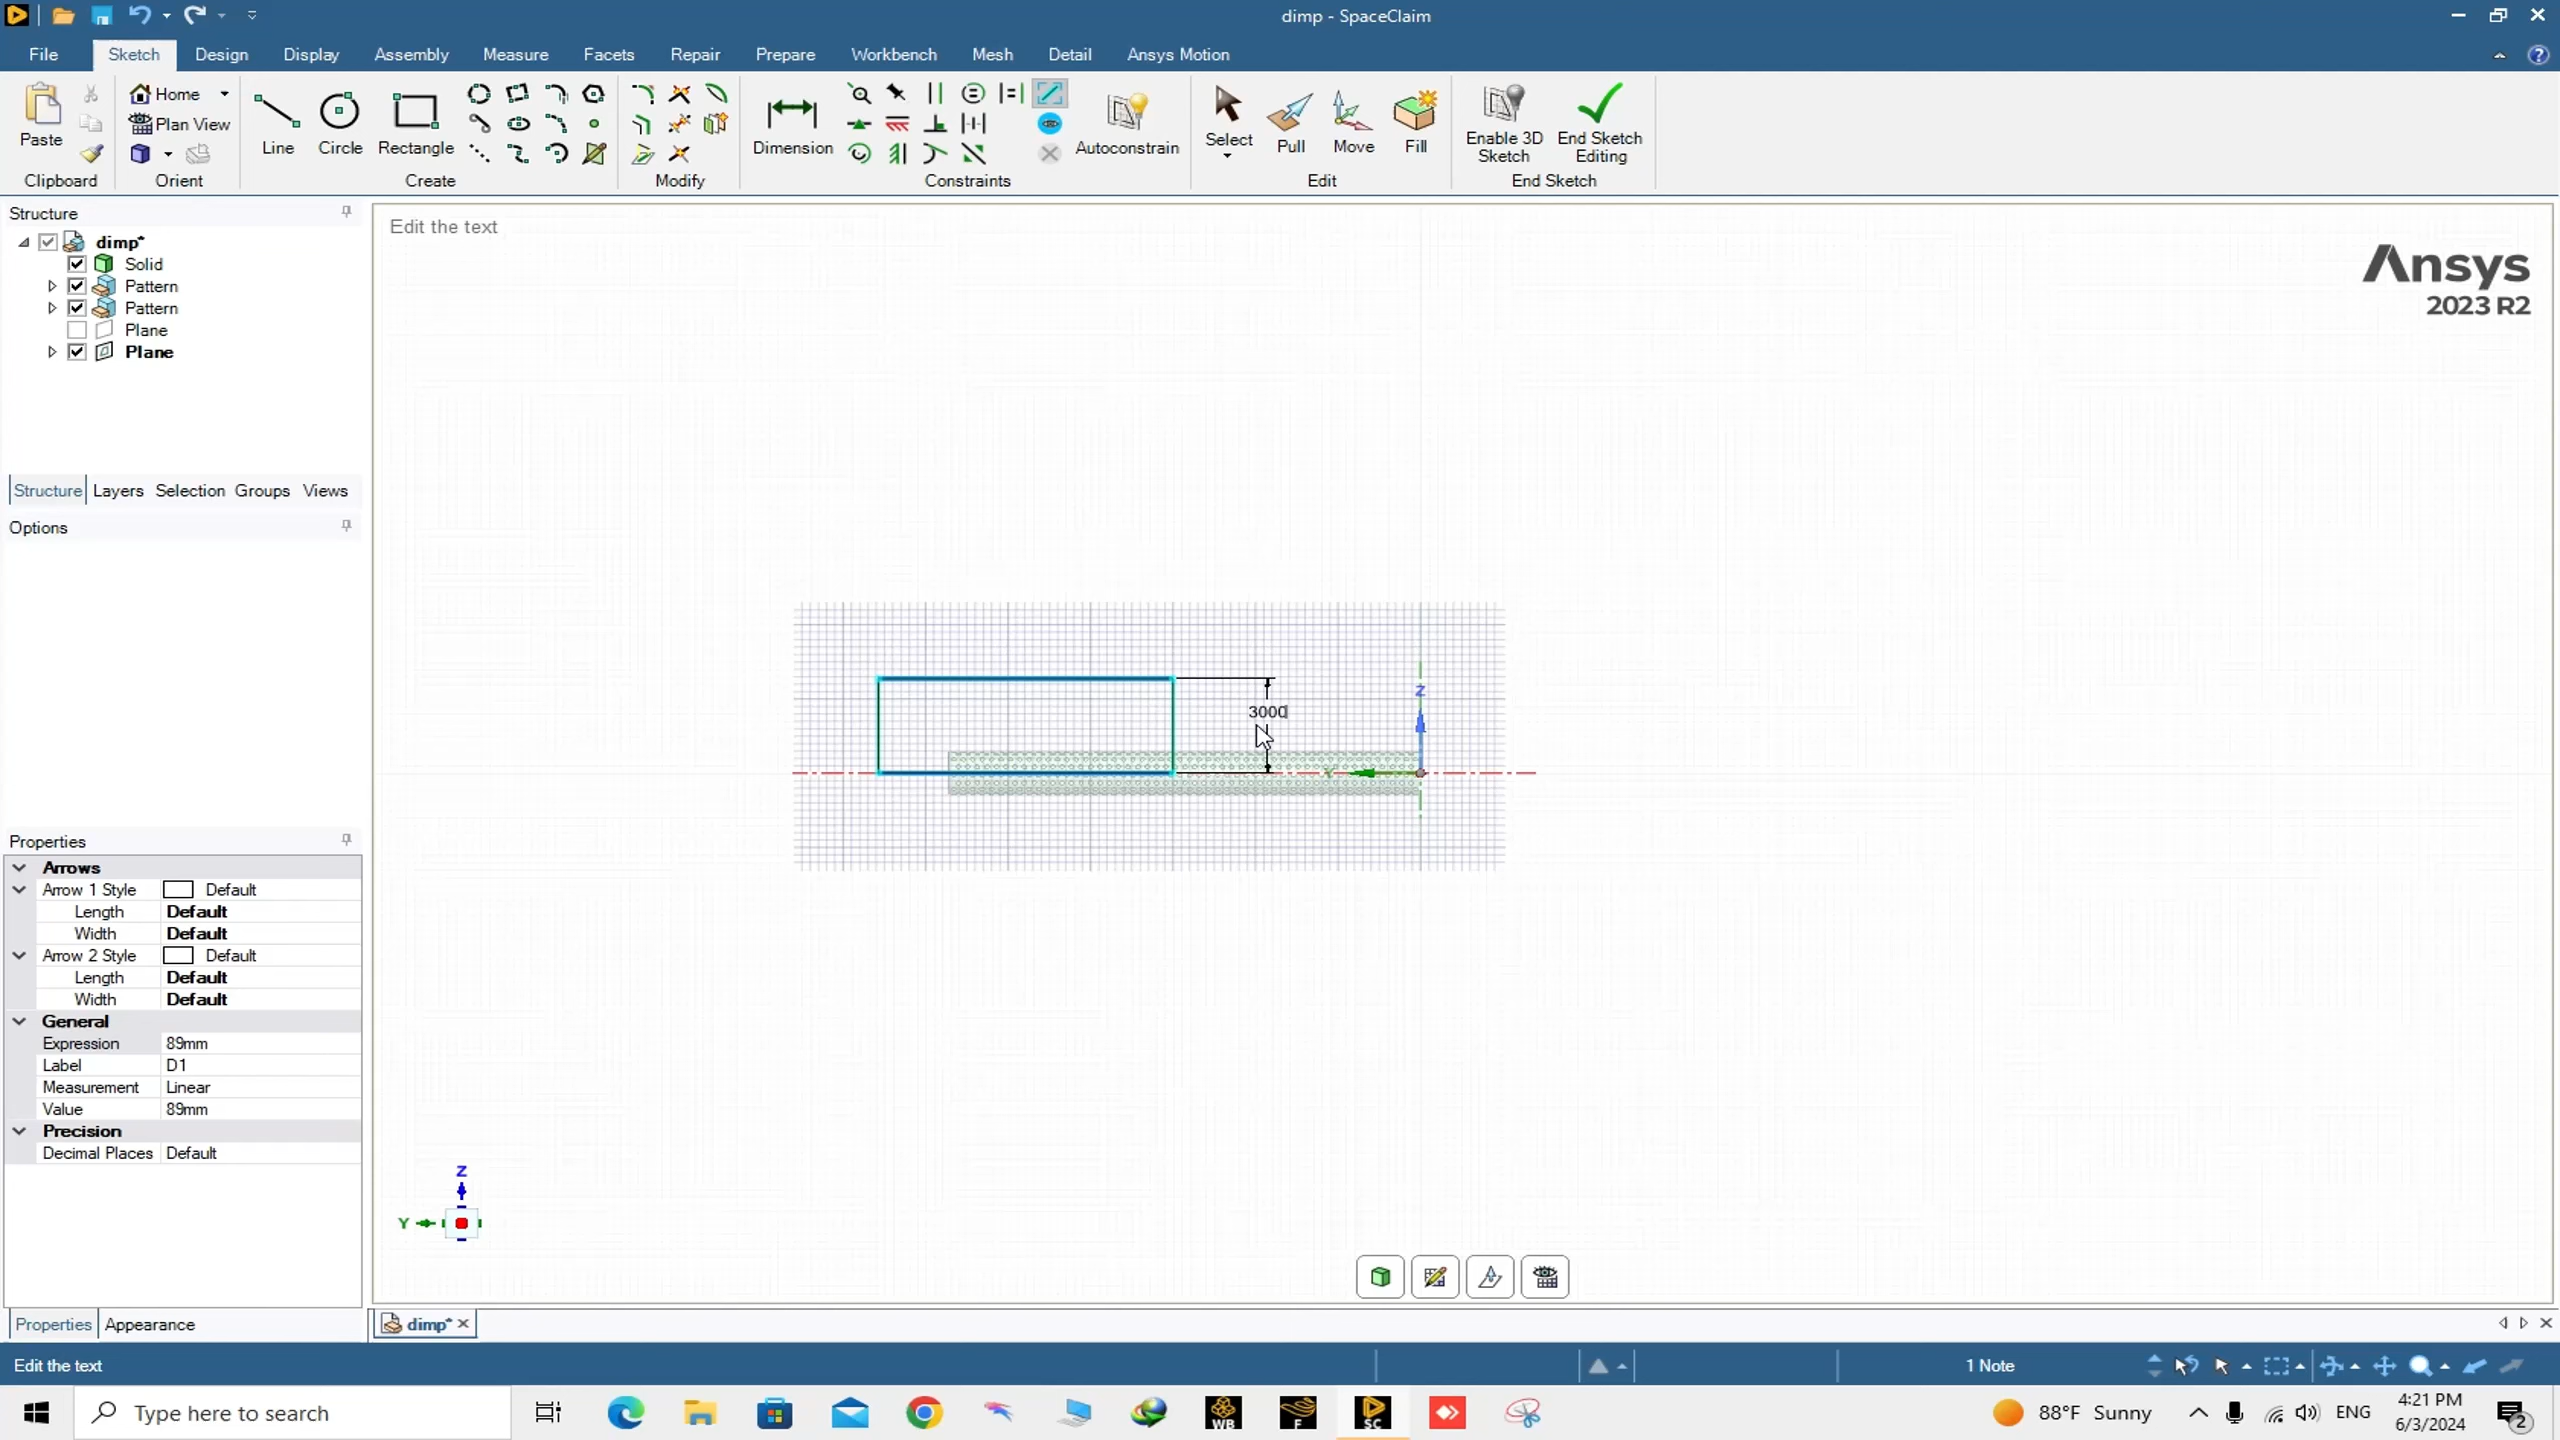 dimp - SpaceClaim
File Sketch Design Display Assembly Measure Facets Repair Prepare Workbench Mesh Detail Ansys Motion
Paste
Clipboard
Home
Plan View
Orient
Line
Circle
Rectangle
Create
Modify
Dimension
Autoconstrain
Constraints
Select
Pull
Move
Fill
Edit
Enable 3D
Sketch
End Sketch
Editing
End Sketch
Structure
dimp*
Solid
Pattern
Pattern
Plane
Plane
Structure Layers Selection Groups Views
Options
Properties
Arrows
Arrow 1 Style Default
Length Default
Width Default
Arrow 2 Style Default
Length Default
Width Default
General
Expression 89mm
Label D1
Measurement Linear
Value 89mm
Precision
Decimal Places Default
Properties Appearance
Edit the text
Ansys
2023 R2
3000
Z
Y
Z
Y
dimp*
Edit the text
1 Note
Type here to search
WB
F
SC
88°F Sunny
ENG
4:21 PM
6/3/2024
2